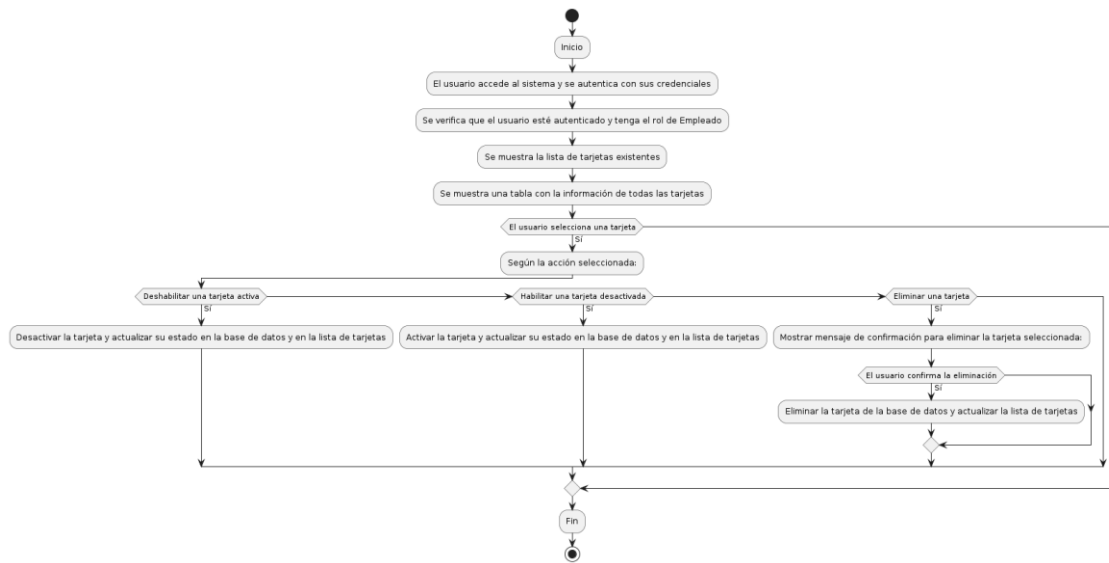 Inicio
El usuario accede al sistema y se autentica con sus credenciales
Se verifica que el usuario esté autenticado y tenga el rol de Empleado
Se muestra la lista de tarjetas existentes
Se muestra una tabla con la información de todas las tarjetas
El usuario selecciona una tarjeta
Sí
Según la acción seleccionada:
Deshabilitar una tarjeta activa
Sí
Desactivar la tarjeta y actualizar su estado en la base de datos y en la lista de tarjetas
Habilitar una tarjeta desactivada
Sí
Activar la tarjeta y actualizar su estado en la base de datos y en la lista de tarjetas
Eliminar una tarjeta
Sí
Mostrar mensaje de confirmación para eliminar la tarjeta seleccionada:
El usuario confirma la eliminación
Sí
Eliminar la tarjeta de la base de datos y actualizar la lista de tarjetas
Fin